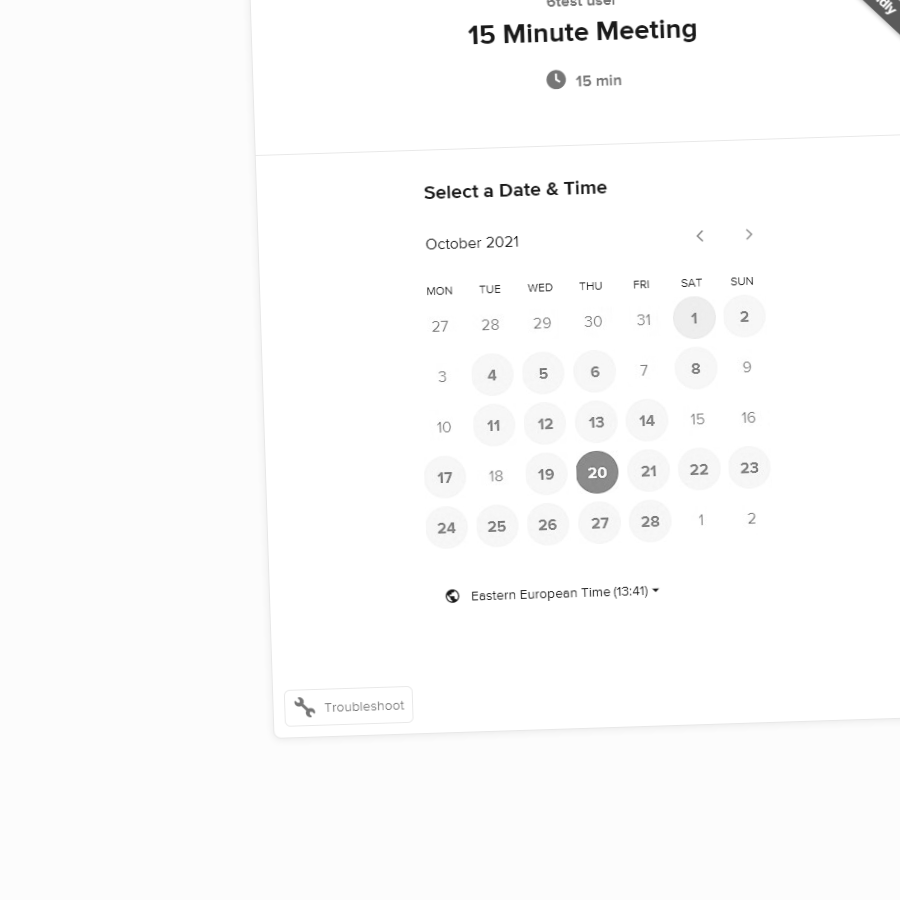 6test user
15 Minute Meeting
15 min
Select a Date & Time
October 2021
MON TUE WED THU FRI SAT SUN
27 28 29 30 31 1 2
3 4 5 6 7 8 9
10 11 12 13 14 15 16
17 18 19 20 21 22 23
24 25 26 27 28 1 2
Eastern European Time (13:41)
Troubleshoot